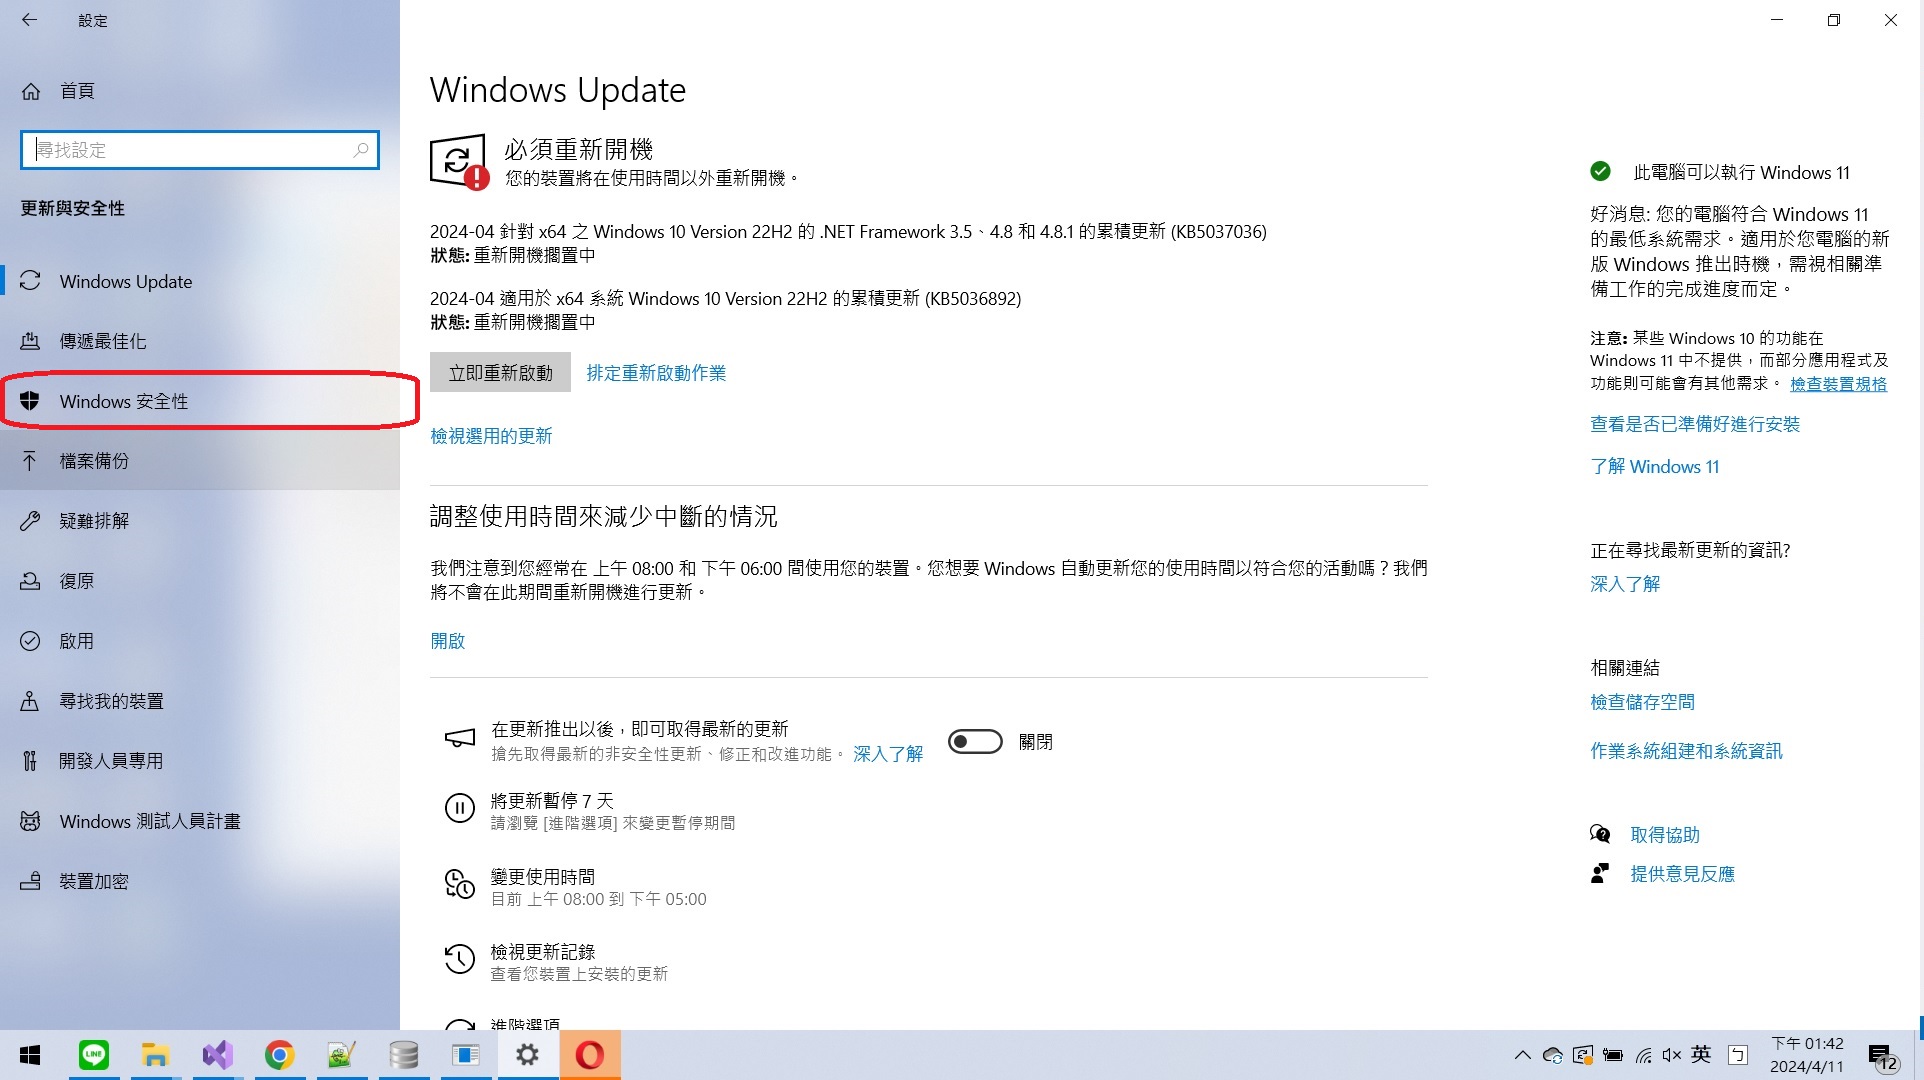 設定
首頁
尋找設定
更新與安全性
Windows Update
傳遞最佳化
Windows 安全性
檔案備份
疑難排解
復原
啟用
尋找我的裝置
開發人員專用
Windows 測試人員計畫
裝置加密
Windows Update
必須重新開機
您的裝置將在使用時間以外重新開機。
2024-04 針對 x64 之 Windows 10 Version 22H2 的 .NET Framework 3.5、4.8 和 4.8.1 的累積更新 (KB5037036)
狀態: 重新開機擱置中
2024-04 適用於 x64 系統 Windows 10 Version 22H2 的累積更新 (KB5036892)
狀態: 重新開機擱置中
立即重新啟動 排定重新啟動作業
檢視選用的更新
調整使用時間來減少中斷的情況
我們注意到您經常在 上午 08:00 和 下午 06:00 間使用您的裝置。您想要 Windows 自動更新您的使用時間以符合您的活動嗎？我們
將不會在此期間重新開機進行更新。
開啟
在更新推出以後，即可取得最新的更新
搶先取得最新的非安全性更新、修正和改進功能。 深入了解
關閉
將更新暫停 7 天
請瀏覽 [進階選項] 來變更暫停期間
變更使用時間
目前 上午 08:00 到 下午 05:00
檢視更新記錄
查看您裝置上安裝的更新
進階選項
此電腦可以執行 Windows 11
好消息: 您的電腦符合 Windows 11
的最低系統需求。適用於您電腦的新
版 Windows 推出時機，需視相關準
備工作的完成進度而定。
注意: 某些 Windows 10 的功能在
Windows 11 中不提供，而部分應用程式及
功能則可能會有其他需求。 檢查裝置規格
查看是否已準備好進行安裝
了解 Windows 11
正在尋找最新更新的資訊?
深入了解
相關連結
檢查儲存空間
作業系統組建和系統資訊
取得協助
提供意見反應
LINE
英
ㄅ
下午 01:42
2024/4/11
12